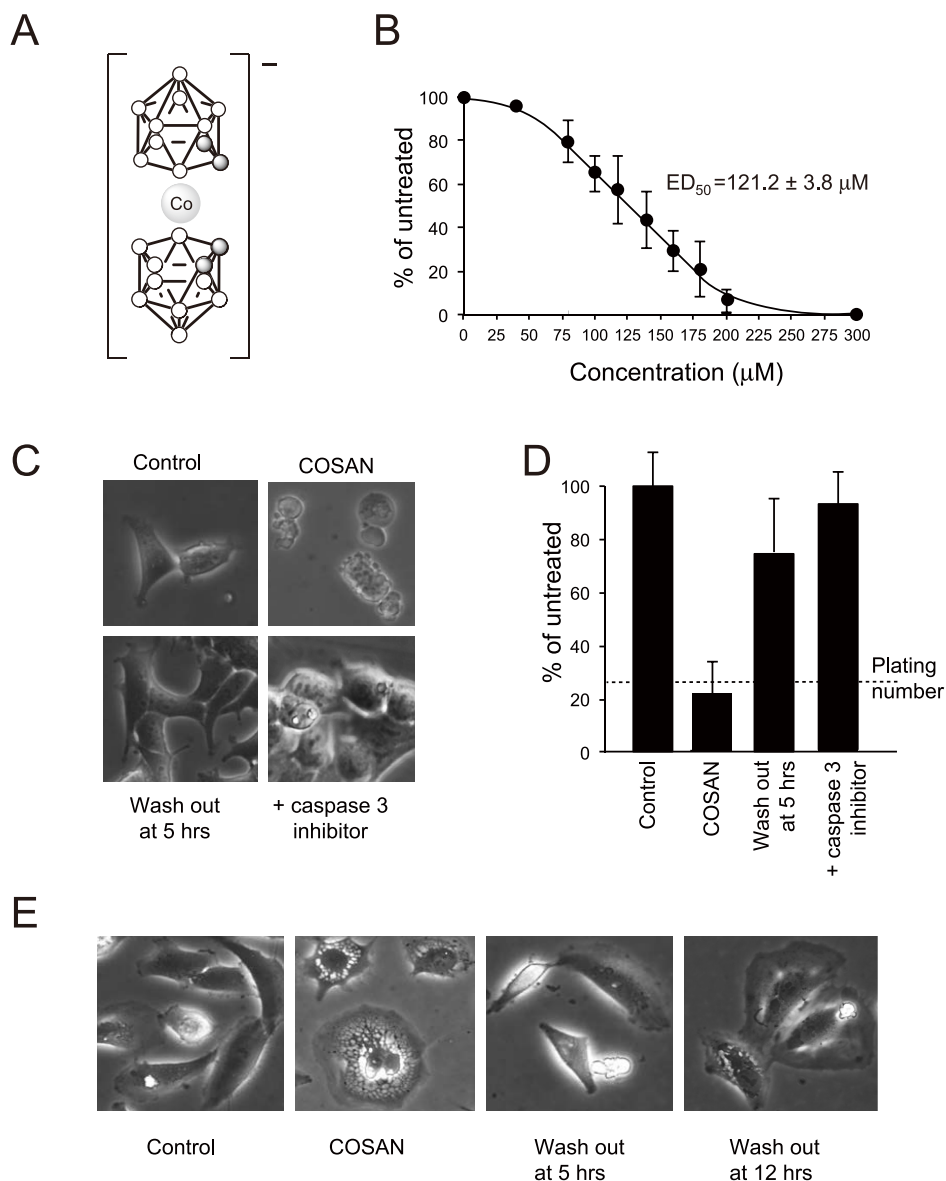 A
−
Co
B
% of untreated
100
80
60
40
20
0
ED50=121.2 ± 3.8 μM
0 25 50 75 100 125 150 175 200 225 250 275 300
Concentration (μM)
C
Control
COSAN
Wash out
at 5 hrs
+ caspase 3
inhibitor
D
% of untreated
100
80
60
40
20
0
Plating
number
Control
COSAN
Wash out
at 5 hrs
+ caspase 3
inhibitor
E
Control
COSAN
Wash out
at 5 hrs
Wash out
at 12 hrs